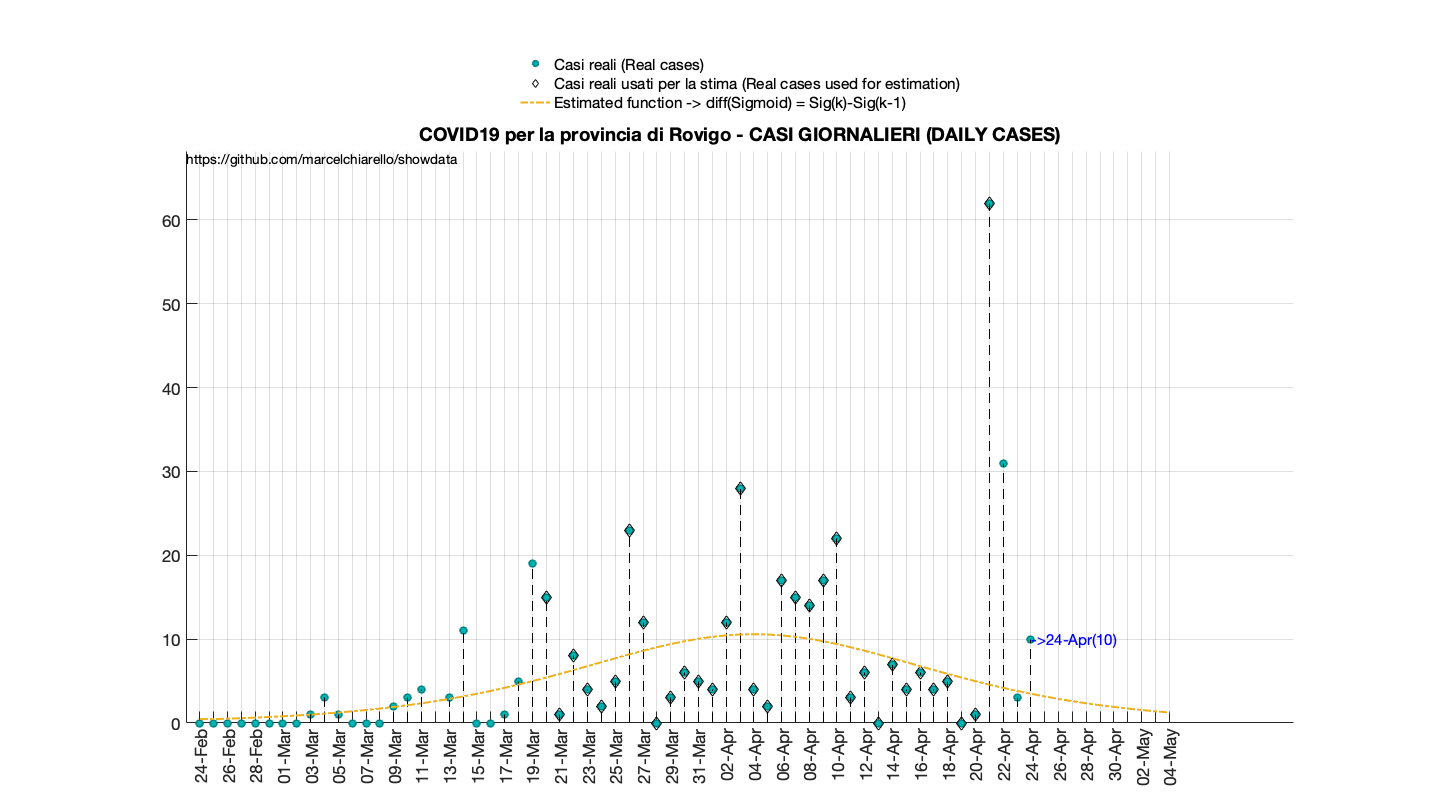 Casi reali (Real cases)
Casi reali usati per la stima (Real cases used for estimation)
Estimated function -> diff(Sigmoid) = Sig(k)-Sig(k-1)
COVID19 per la provincia di Rovigo - CASI GIORNALIERI (DAILY CASES)
https://github.com/marcelchiarello/showdata
60
50
40
30
20
10
0
->24-Apr(10)
24-Feb
26-Feb
28-Feb
01-Mar
03-Mar
05-Mar
07-Mar
09-Mar
11-Mar
13-Mar
15-Mar
17-Mar
19-Mar
21-Mar
23-Mar
25-Mar
27-Mar
29-Mar
31-Mar
02-Apr
04-Apr
06-Apr
08-Apr
10-Apr
12-Apr
14-Apr
16-Apr
18-Apr
20-Apr
22-Apr
24-Apr
26-Apr
28-Apr
30-Apr
02-May
04-May